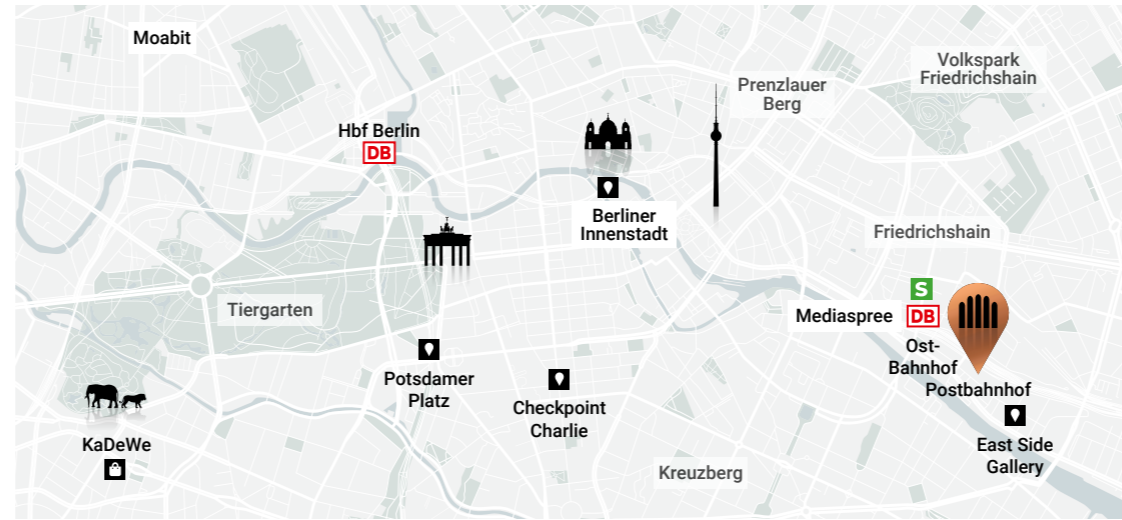 Moabit
Volkspark
Friedrichshain
Prenzlauer
Berg
Hbf Berlin
DB
Berliner
Innenstadt
Friedrichshain
S
Tiergarten
Mediaspree
DB
Ost-
Bahnhof
Postbahnhof
Potsdamer
Platz
Checkpoint
Charlie
KaDeWe
East Side
Gallery
Kreuzberg